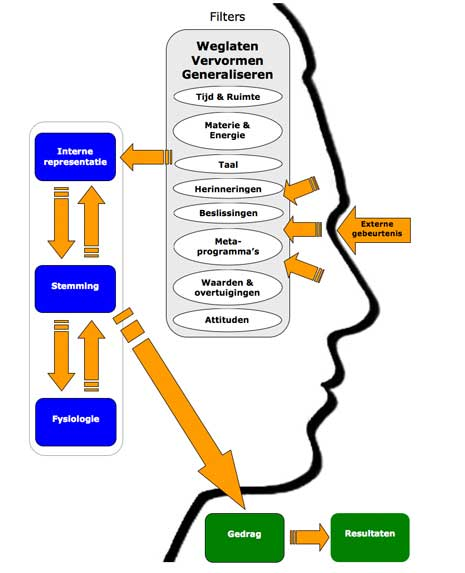 Filters
Weglaten
Vervormen
Generaliseren
Tijd & Ruimte
Materie &
Energie
Taal
Herinneringen
Beslissingen
Meta-
programma's
Waarden &
overtuigingen
Attituden
Externe
gebeurtenis
Interne
representatie
Stemming
Fysiologie
Gedrag
Resultaten